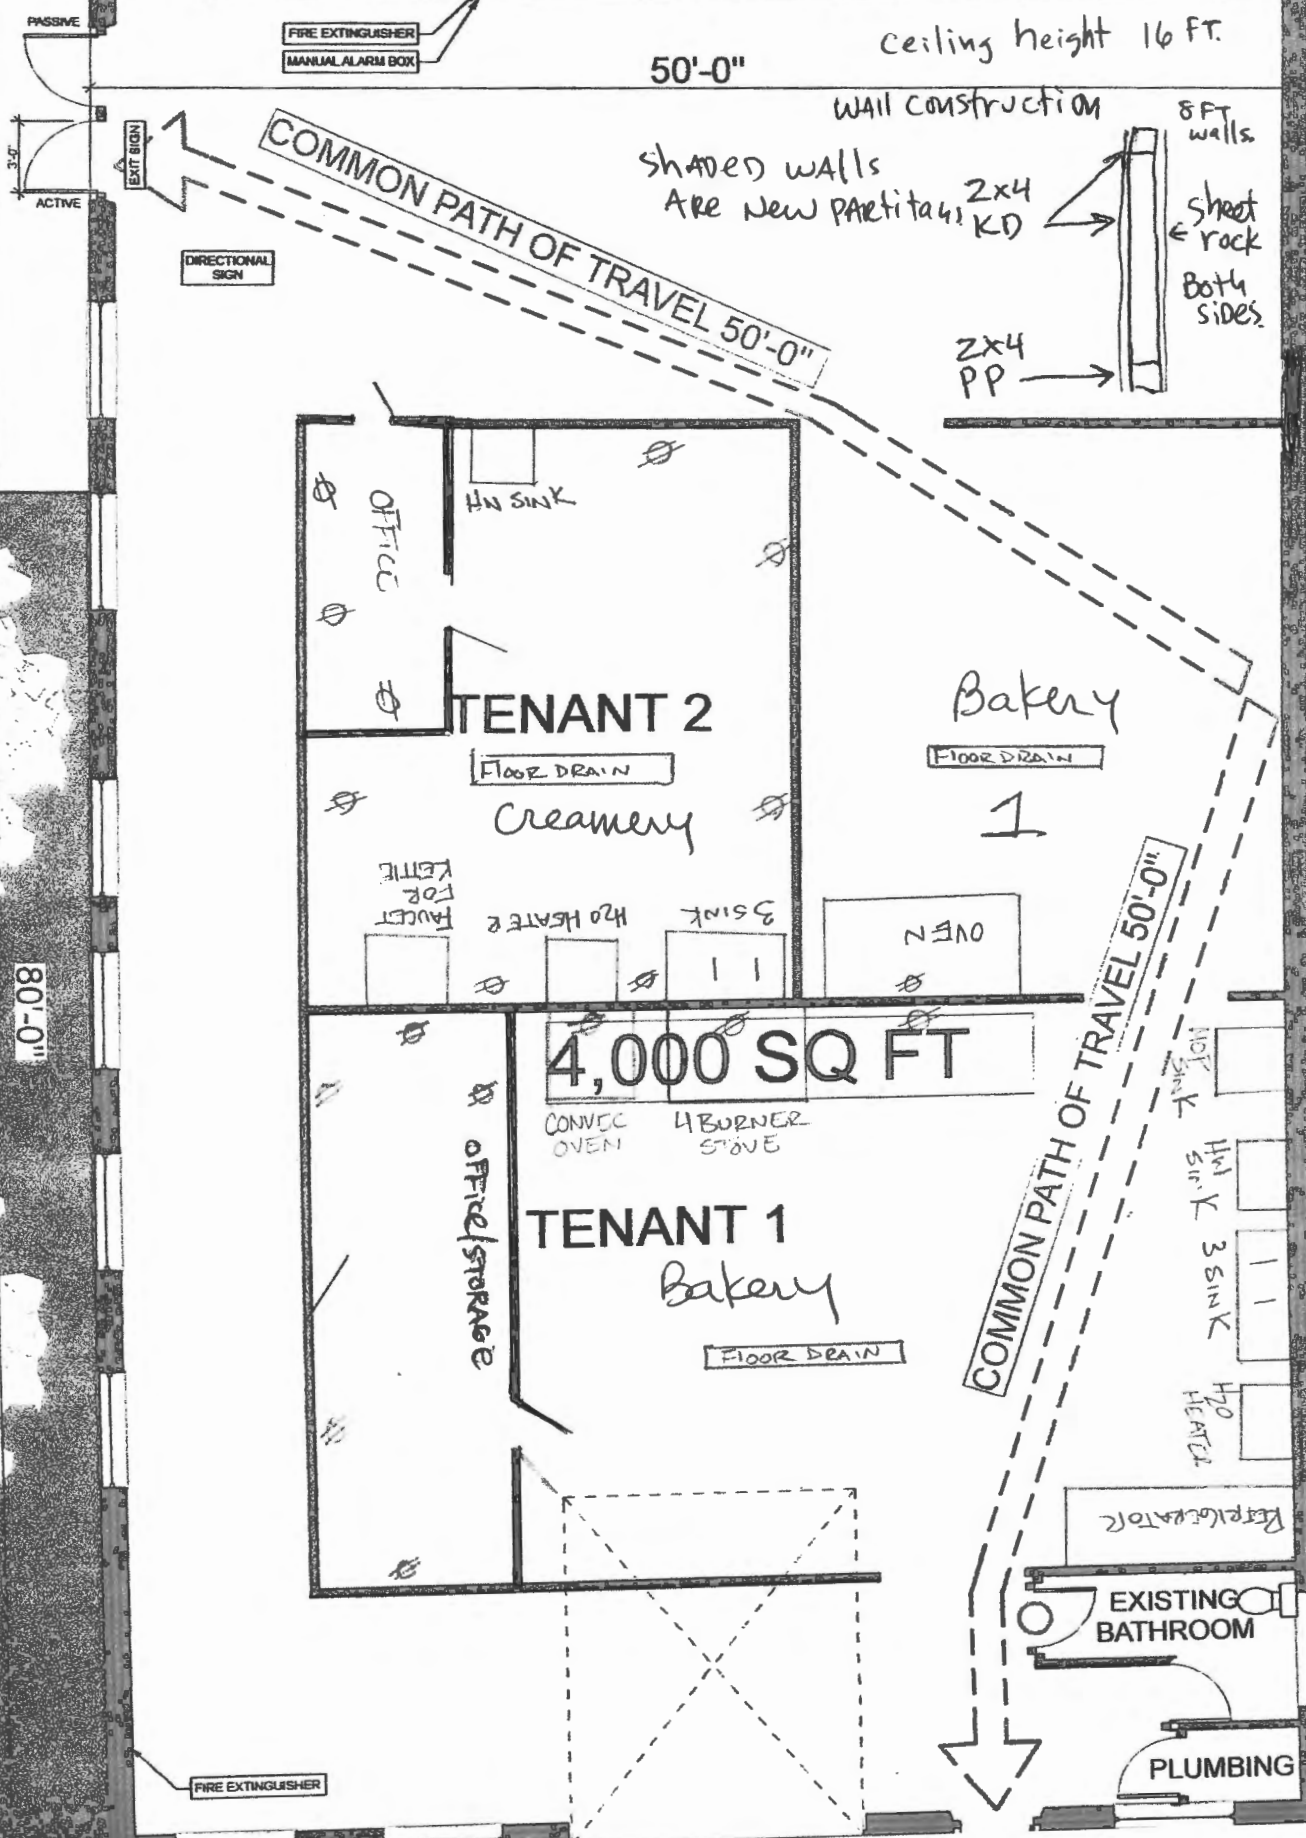 PASSIVE
FIRE EXTINGUISHER
MANUAL ALARM BOX
Ceiling height 16 FT.
50'-0"
WAll construction
8 FT
walls.
3'-0"
EXIT SIGN
COMMON PATH OF TRAVEL 50'-0"
SHADED WAlls
ARE New PARtitans
2x4
KD
sheet
rock
Both
sides.
ACTIVE
DIRECTIONAL
SIGN
2x4
PP
HN SINK
OFFICE
TENANT 2
FlOOR DRAIN
Creamery
Bakery
FlOOR DRAIN
1
FAUCET
FOR
KETTlE
H2O HEATER
3 SINK
OVEN
80'-0"
4,000 SQ FT
COMMON PATH OF TRAVEL 50'-0"
CONVEC
OVEN
4 BURNER
STOVE
SINK
HW
SINK
3 SINK
H2O
HEATER
OFFice/STORAGE
TENANT 1
Bakery
FlOOR DRAIN
REFRIGERATOR
EXISTING
BATHROOM
PLUMBING
FIRE EXTINGUISHER